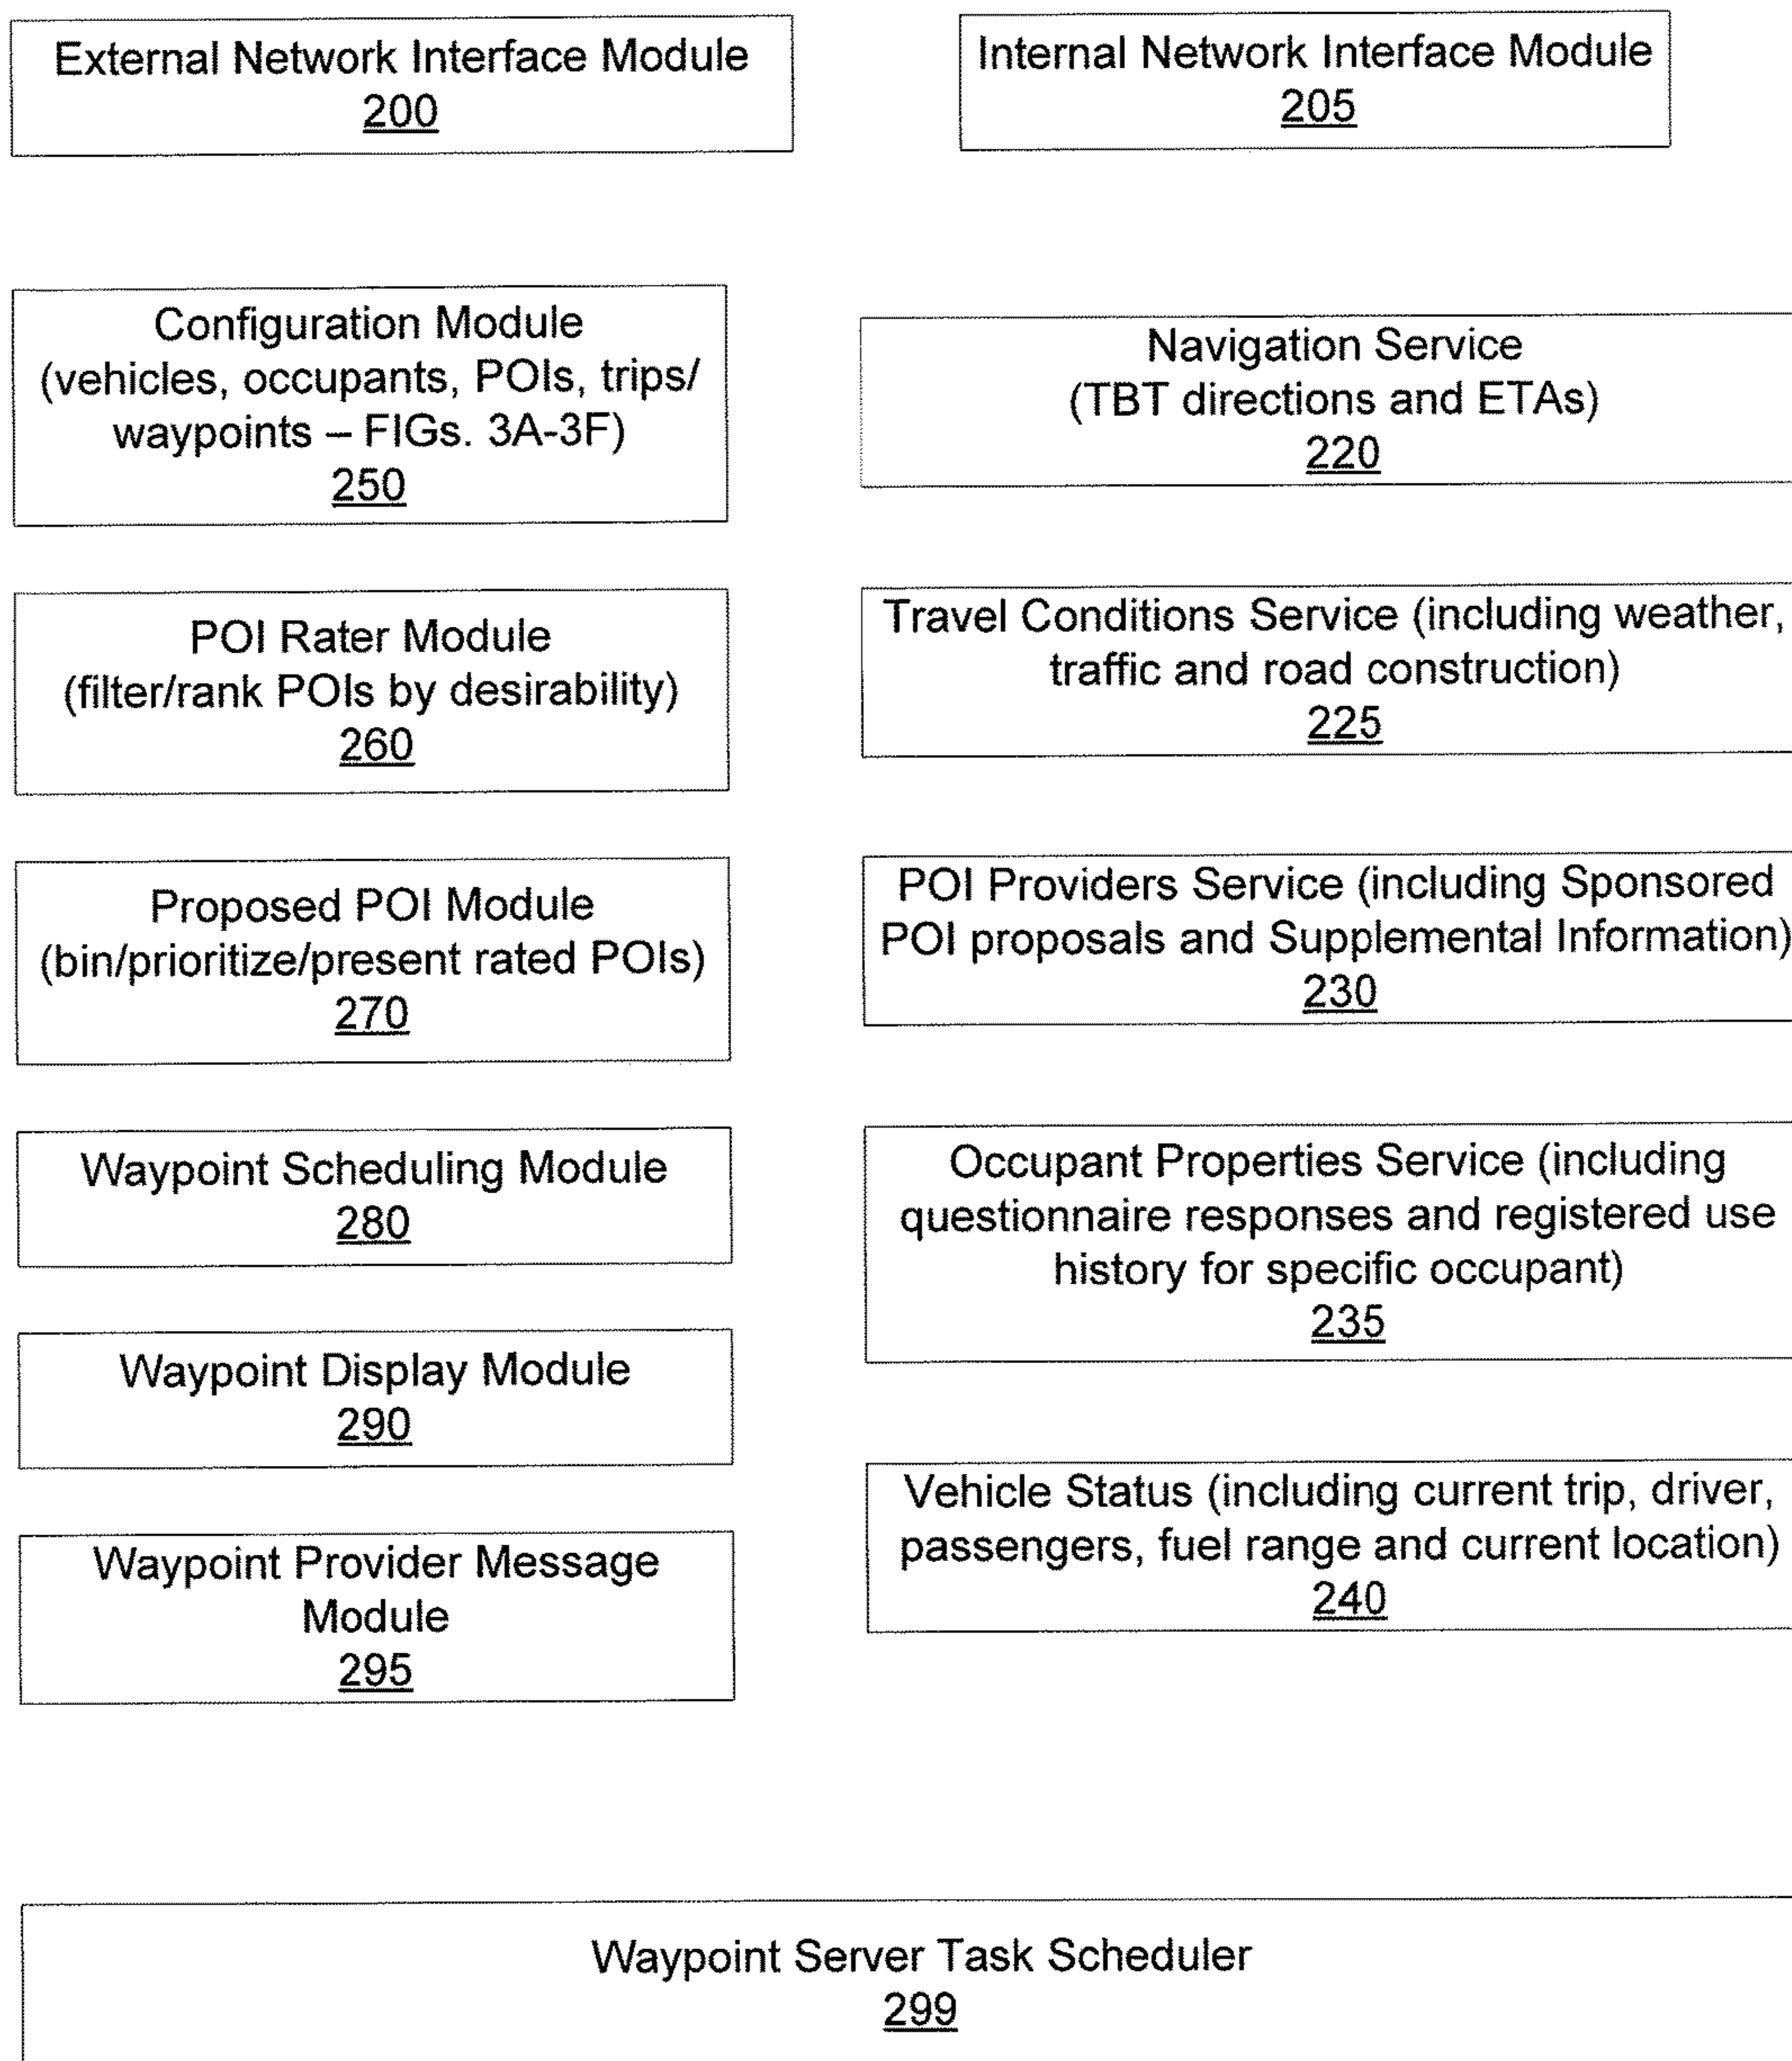 External Network Interface Module
200
Internal Network Interface Module
205
Configuration Module
(vehicles, occupants, POIs, trips/
waypoints – FIGs. 3A-3F)
250
POI Rater Module
(filter/rank POIs by desirability)
260
Proposed POI Module
(bin/prioritize/present rated POIs)
270
Waypoint Scheduling Module
280
Waypoint Display Module
290
Waypoint Provider Message
Module
295
Navigation Service
(TBT directions and ETAs)
220
Travel Conditions Service (including weather,
traffic and road construction)
225
POI Providers Service (including Sponsored
POI proposals and Supplemental Information)
230
Occupant Properties Service (including
questionnaire responses and registered use
history for specific occupant)
235
Vehicle Status (including current trip, driver,
passengers, fuel range and current location)
240
Waypoint Server Task Scheduler
299